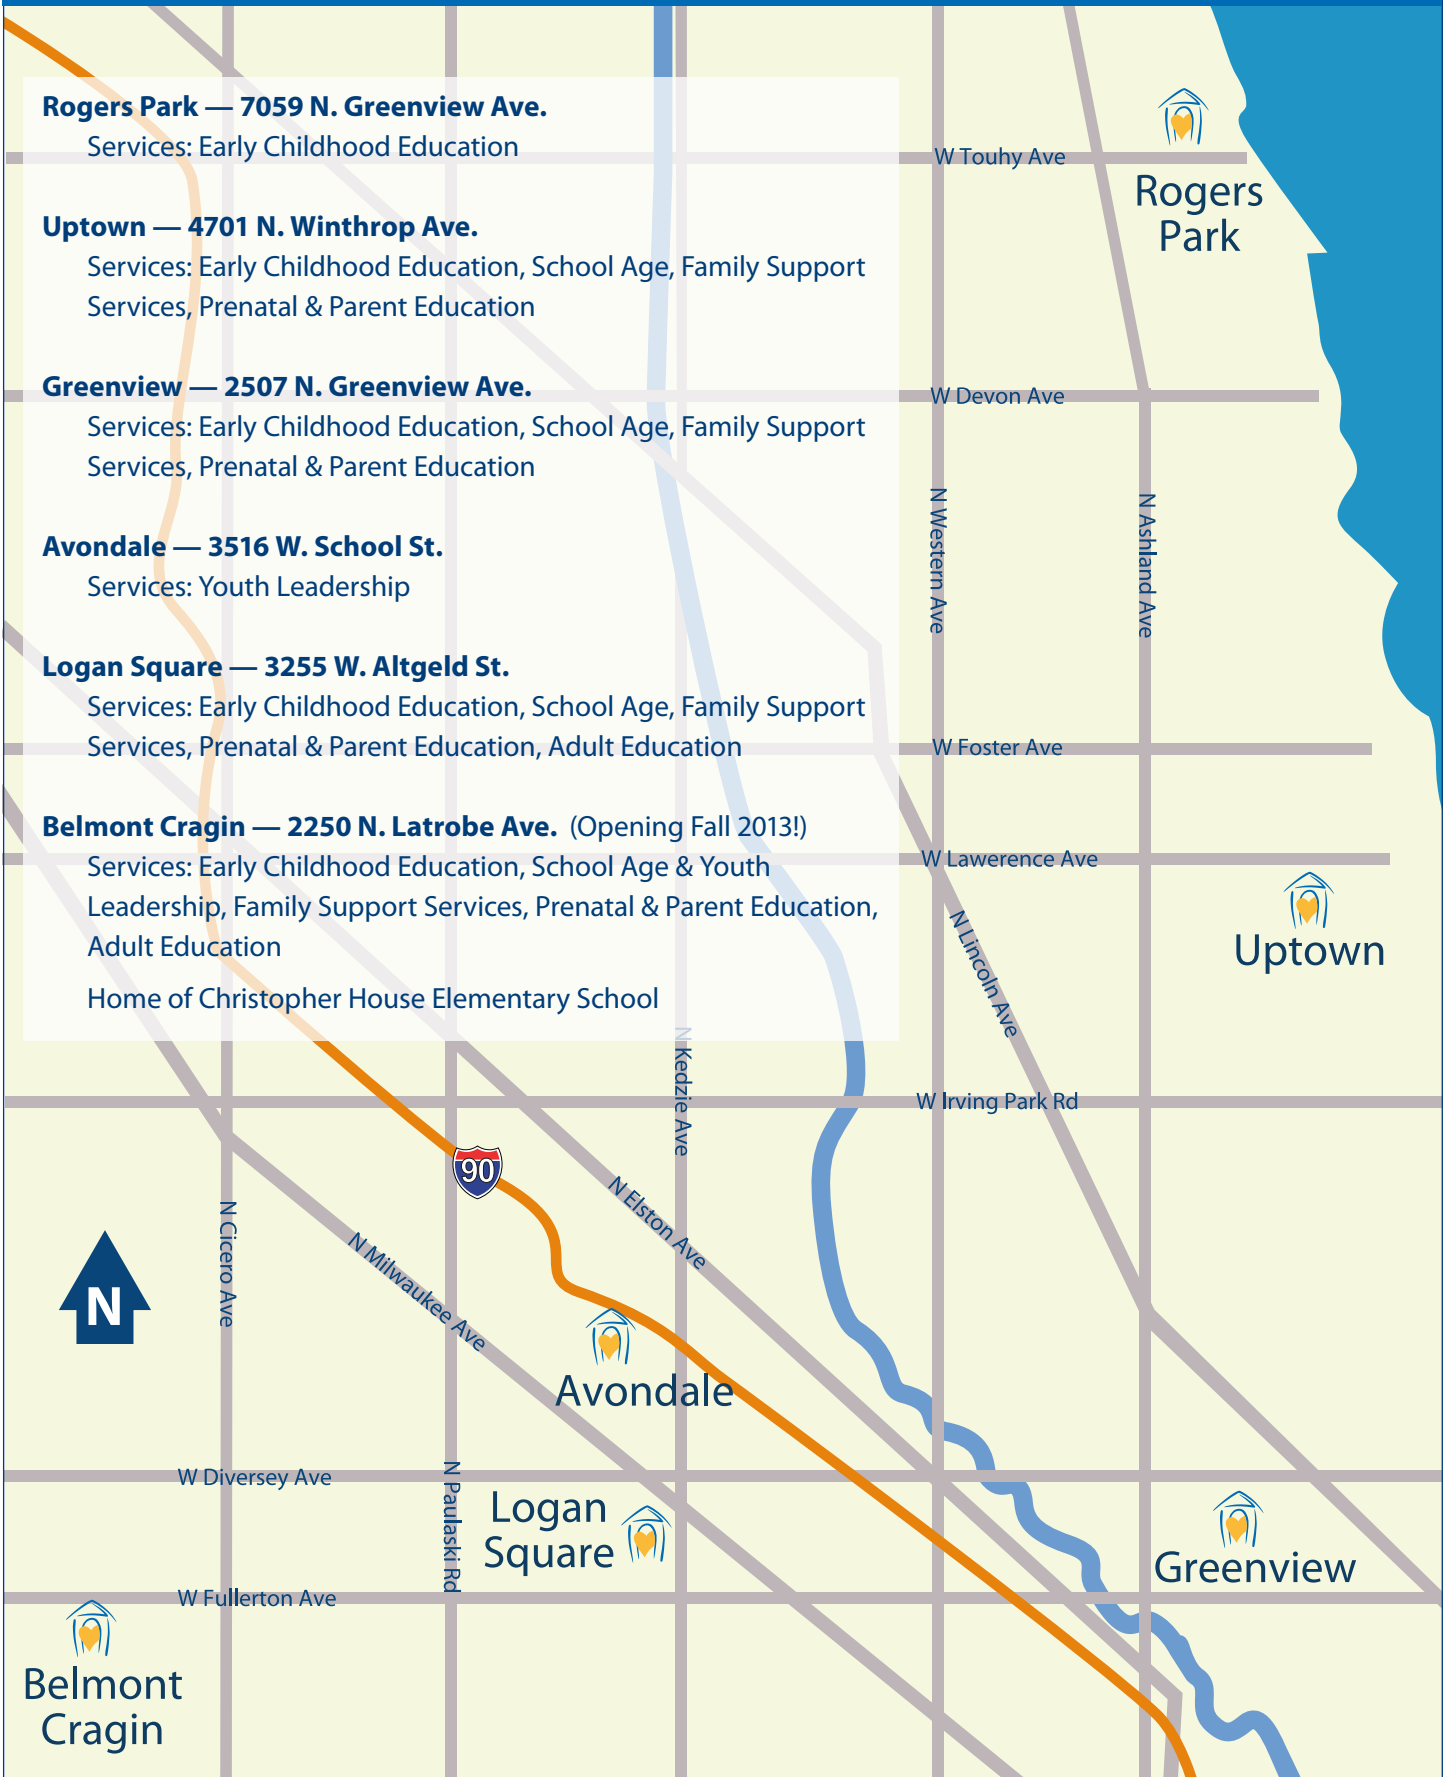 Rogers Park — 7059 N. Greenview Ave.
Services: Early Childhood Education
Uptown — 4701 N. Winthrop Ave.
Services: Early Childhood Education, School Age, Family Support
Services, Prenatal & Parent Education
Greenview — 2507 N. Greenview Ave.
Services: Early Childhood Education, School Age, Family Support
Services, Prenatal & Parent Education
Avondale — 3516 W. School St.
Services: Youth Leadership
Logan Square — 3255 W. Altgeld St.
Services: Early Childhood Education, School Age, Family Support
Services, Prenatal & Parent Education, Adult Education
Belmont Cragin — 2250 N. Latrobe Ave. (Opening Fall 2013!)
Services: Early Childhood Education, School Age & Youth
Leadership, Family Support Services, Prenatal & Parent Education,
Adult Education
Home of Christopher House Elementary School
W Touhy Ave
Rogers
Park
W Devon Ave
N Western Ave
N Ashland Ave
W Foster Ave
W Lawerence Ave
Uptown
N Lincoln Ave
N Kedzie Ave
W Irving Park Rd
90
N Elston Ave
N Cicero Ave
N Milwaukee Ave
N
Avondale
W Diversey Ave
N Paulaski Rd
Logan
Square
Greenview
W Fullerton Ave
Belmont
Cragin